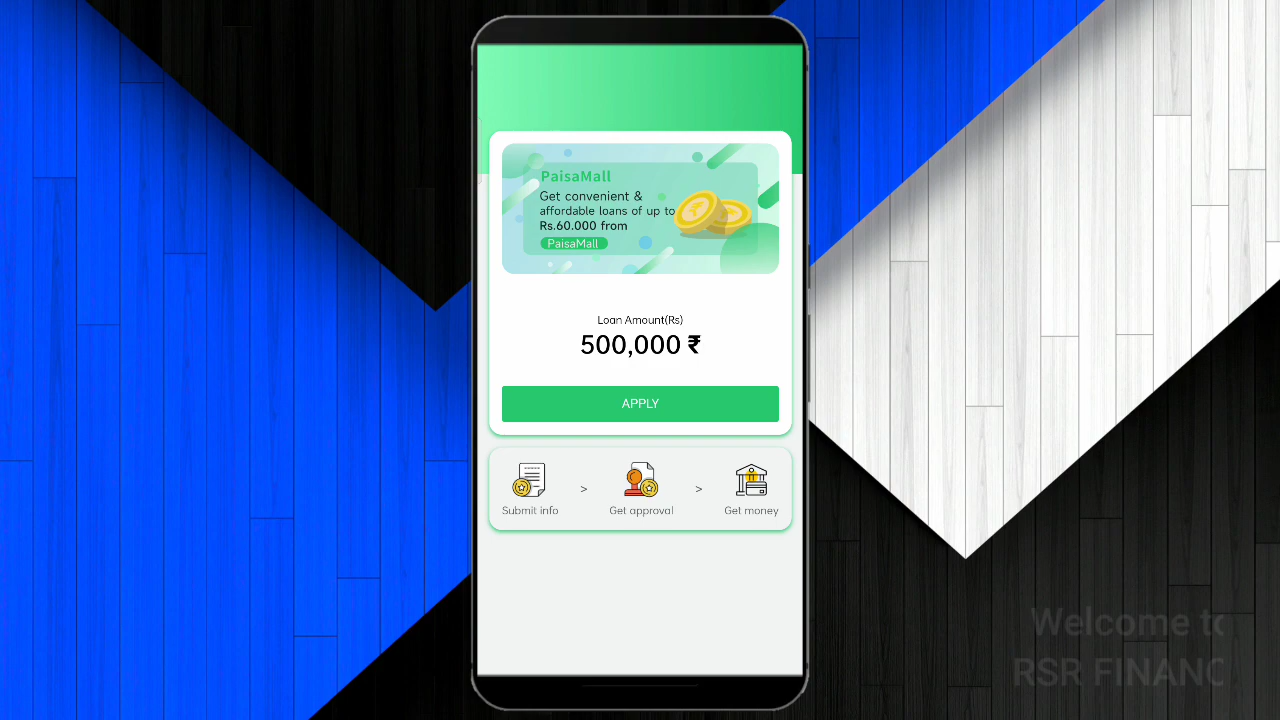 PaisaMall
Get convenient &
affordable loans of up to
Rs.60.000 from
PaisaMall
Loan Amount(Rs)
500,000 ₹
APPLY
Submit info
>
Get approval
>
Get money
Welcome to
RSR FINANC